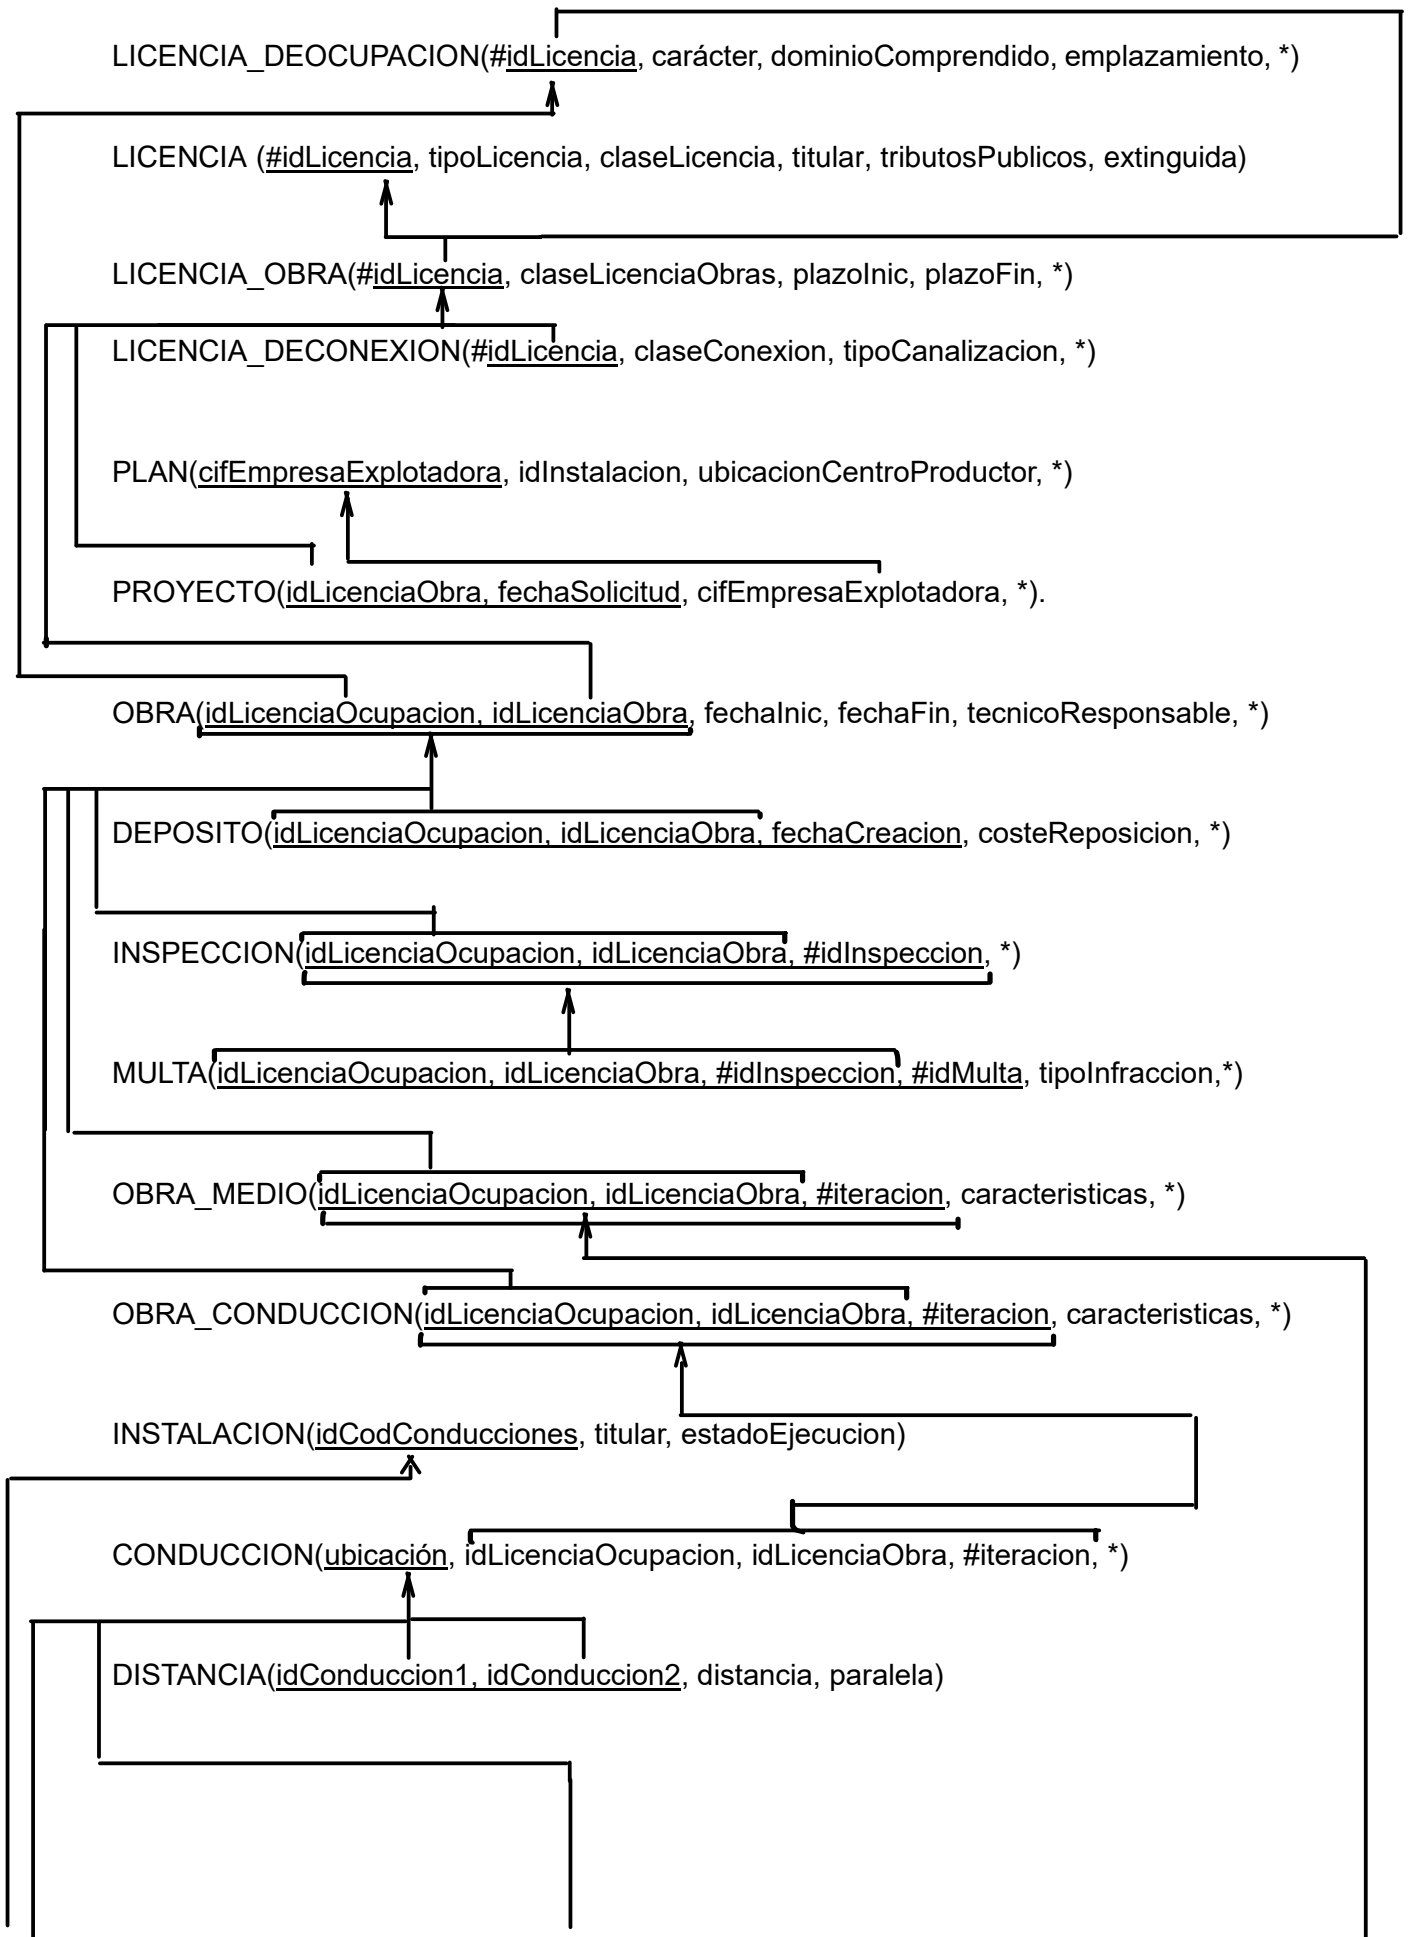 LICENCIA_DEOCUPACION(#idLicencia, carácter, dominioComprendido, emplazamiento, *)
LICENCIA (#idLicencia, tipoLicencia, claseLicencia, titular, tributosPublicos, extinguida)
LICENCIA_OBRA(#idLicencia, claseLicenciaObras, plazoInic, plazoFin, *)
LICENCIA_DECONEXION(#idLicencia, claseConexion, tipoCanalizacion, *)
PLAN(cifEmpresaExplotadora, idInstalacion, ubicacionCentroProductor, *)
PROYECTO(idLicenciaObra, fechaSolicitud, cifEmpresaExplotadora, *).
OBRA(idLicenciaOcupacion, idLicenciaObra, fechaInic, fechaFin, tecnicoResponsable, *)
DEPOSITO(idLicenciaOcupacion, idLicenciaObra, fechaCreacion, costeReposicion, *)
INSPECCION(idLicenciaOcupacion, idLicenciaObra, #idInspeccion, *)
MULTA(idLicenciaOcupacion, idLicenciaObra, #idInspeccion, #idMulta, tipoInfraccion,*)
OBRA_MEDIO(idLicenciaOcupacion, idLicenciaObra, #iteracion, caracteristicas, *)
OBRA_CONDUCCION(idLicenciaOcupacion, idLicenciaObra, #iteracion, caracteristicas, *)
INSTALACION(idCodConducciones, titular, estadoEjecucion)
CONDUCCION(ubicación, idLicenciaOcupacion, idLicenciaObra, #iteracion, *)
DISTANCIA(idConduccion1, idConduccion2, distancia, paralela)